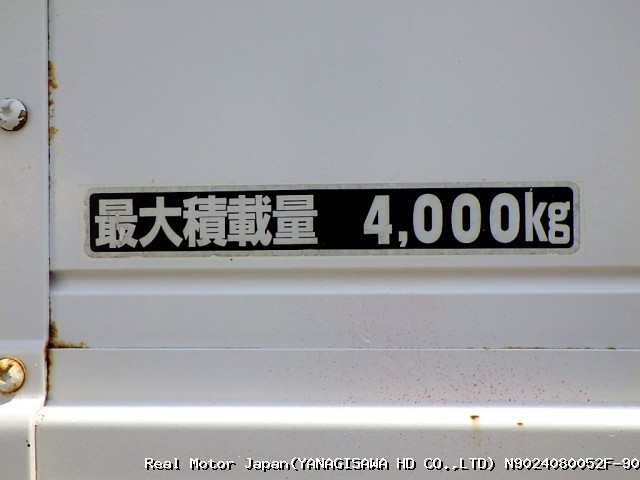 最大積載量 4,000kg
Real Motor Japan(YANAGISAWA HD CO.,LTD) N9024080052F-90